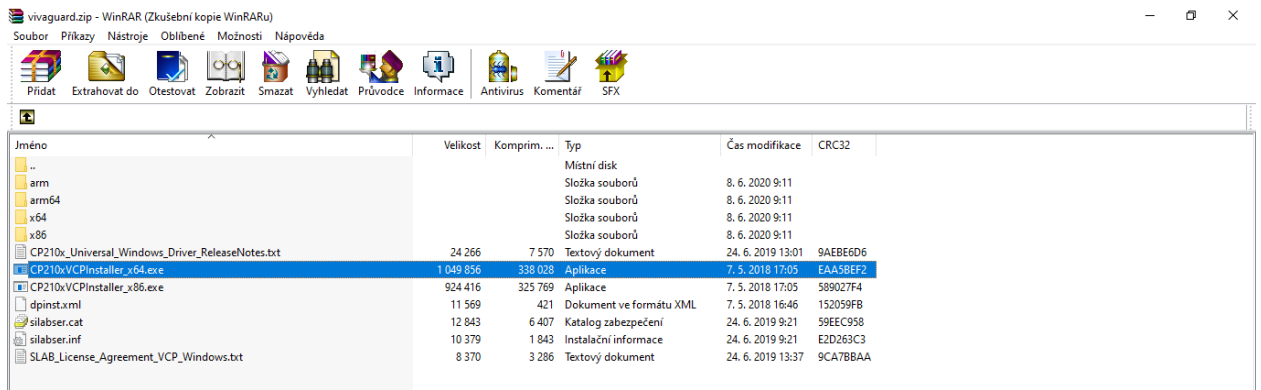 vivaguard.zip - WinRAR (Zkušební kopie WinRARu)
Soubor Příkazy Nástroje Oblíbené Možnosti Nápověda
Přidat Extrahovat do Otestovat Zobrazit Smazat Vyhledat Průvodce Informace Antivirus Komentář SFX
Jméno Velikost Komprim. ... Typ Čas modifikace CRC32
.. Místní disk
arm Složka souborů 8. 6. 2020 9:11
arm64 Složka souborů 8. 6. 2020 9:11
x64 Složka souborů 8. 6. 2020 9:11
x86 Složka souborů 8. 6. 2020 9:11
CP210x_Universal_Windows_Driver_ReleaseNotes.txt 24 266 7 570 Textový dokument 24. 6. 2019 13:01 9AEBE6D6
CP210xVCPInstaller_x64.exe 1 049 856 338 028 Aplikace 7. 5. 2018 17:05 EAA5BEF2
CP210xVCPInstaller_x86.exe 924 416 325 769 Aplikace 7. 5. 2018 17:05 589027F4
dpinst.xml 11 569 421 Dokument ve formátu XML 7. 5. 2018 16:46 152059FB
silabser.cat 12 843 6 407 Katalog zabezpečení 24. 6. 2019 9:21 59EEC958
silabser.inf 10 379 1 843 Instalační informace 24. 6. 2019 9:21 E2D263C3
SLAB_License_Agreement_VCP_Windows.txt 8 370 3 286 Textový dokument 24. 6. 2019 13:37 9CA7BBAA